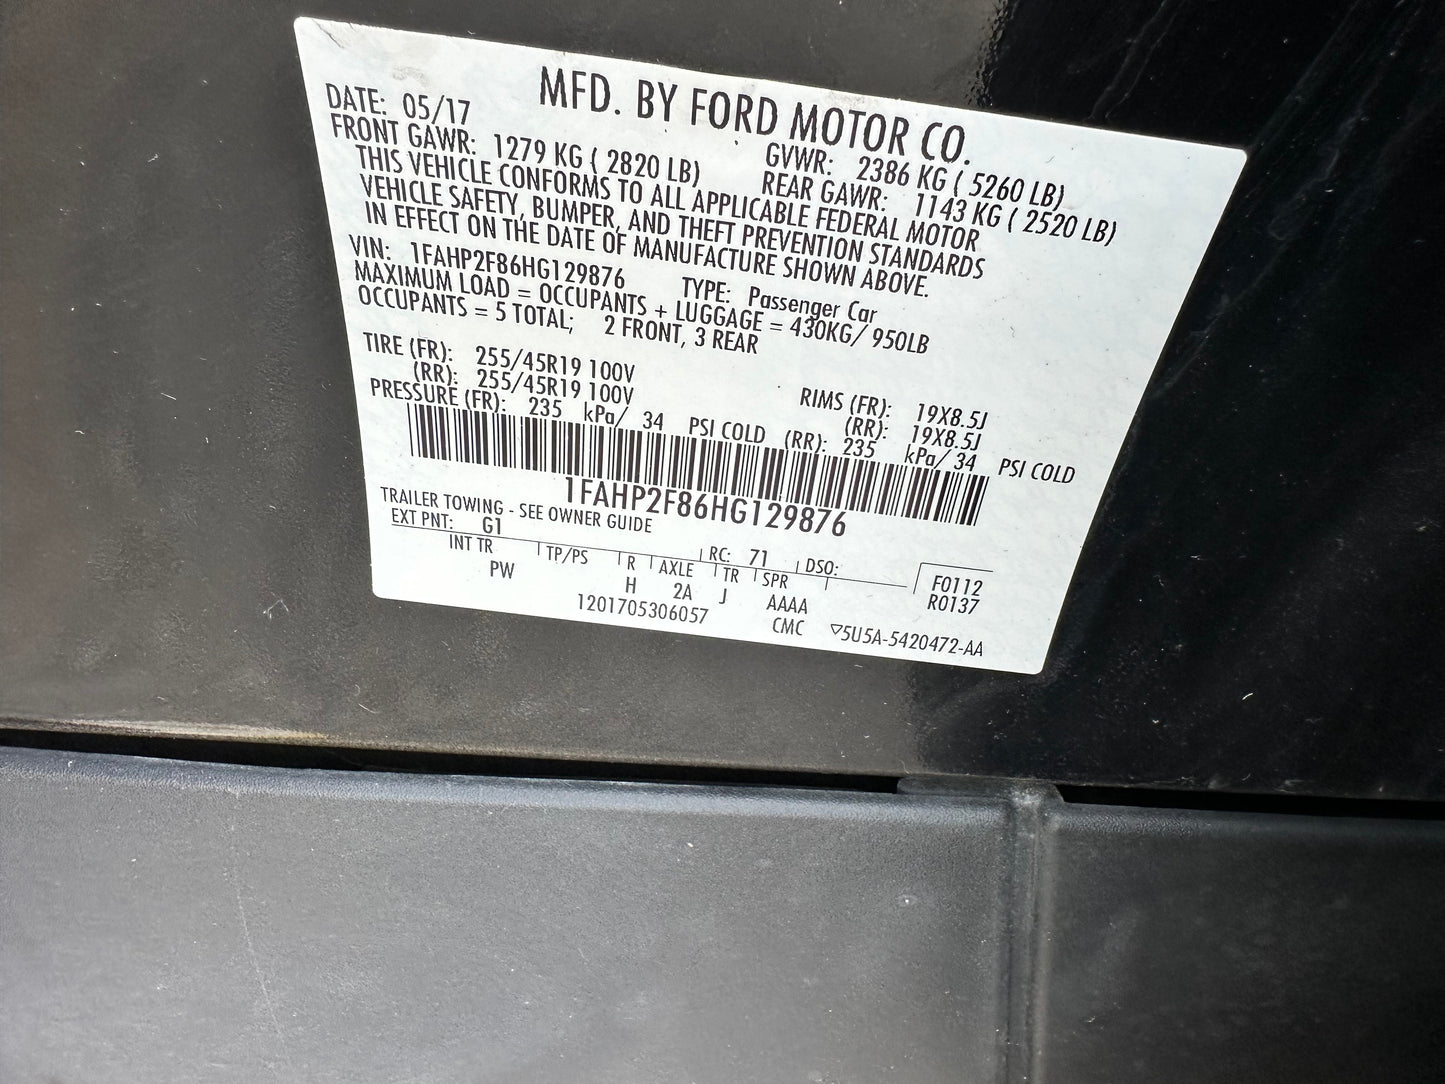 MFD. BY FORD MOTOR CO.
DATE: 05/17 GVWR: 2386 KG ( 5260 LB)
FRONT GAWR: 1279 KG ( 2820 LB) REAR GAWR: 1143 KG ( 2520 LB)
THIS VEHICLE CONFORMS TO ALL APPLICABLE FEDERAL MOTOR
VEHICLE SAFETY, BUMPER, AND THEFT PREVENTION STANDARDS
IN EFFECT ON THE DATE OF MANUFACTURE SHOWN ABOVE.
VIN: 1FAHP2F86HG129876 TYPE: Passenger Car
MAXIMUM LOAD = OCCUPANTS + LUGGAGE = 430KG/ 950LB
OCCUPANTS = 5 TOTAL; 2 FRONT, 3 REAR
TIRE (FR): 255/45R19 100V RIMS (FR): 19X8.5J
(RR): 255/45R19 100V (RR): 19X8.5J
PRESSURE (FR): 235 kPa/ 34 PSI COLD (RR): 235 kPa/ 34 PSI COLD
1FAHP2F86HG129876
TRAILER TOWING - SEE OWNER GUIDE
EXT PNT: G1 RC: 71 DSO:
INT TR TP/PS R AXLE TR SPR F0112
PW H 2A J AAAA R0137
1201705306057 CMC ▽5U5A-5420472-AA